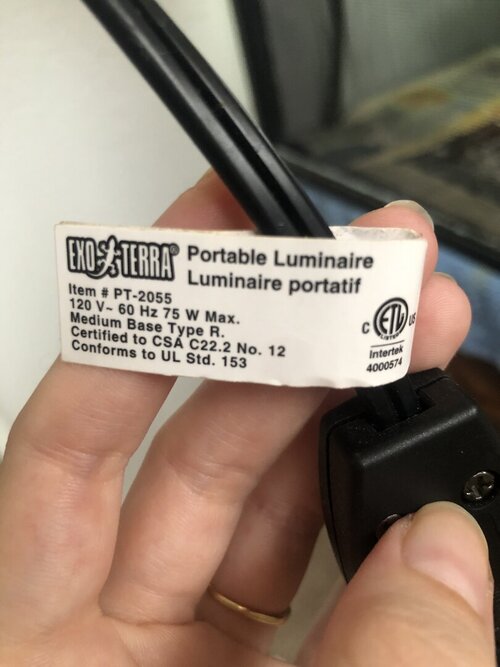 EXO TERRA® Portable Luminaire
Luminaire portatif
Item # PT-2055
120 V~ 60 Hz 75 W Max.
Medium Base Type R.
Certified to CSA C22.2 No. 12
Conforms to UL Std. 153
C ETL US
LISTED
Intertek
4000574